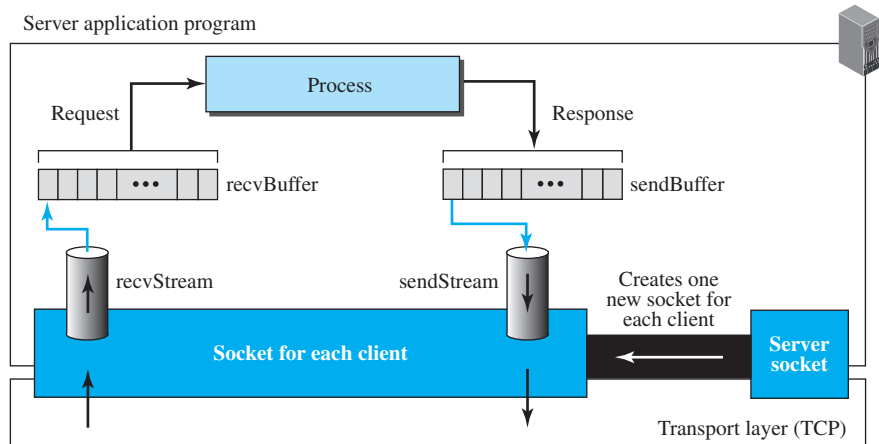 Server application program
Process
Request
Response
recvBuffer
sendBuffer
recvStream
sendStream
Creates one
new socket for
each client
Socket for each client
Server
socket
Transport layer (TCP)